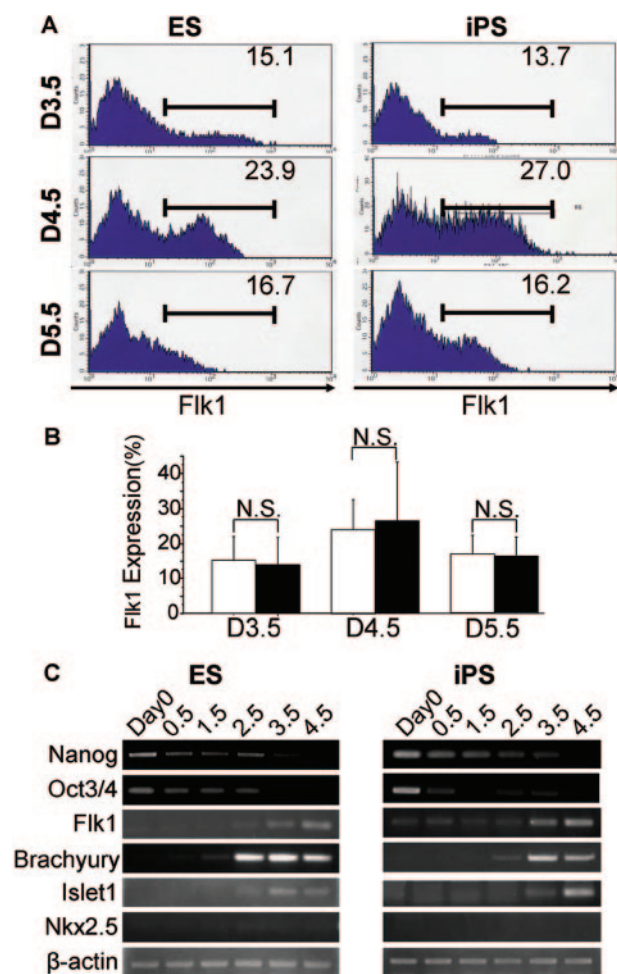 A
ES
iPS
D3.5
15.1
13.7
D4.5
23.9
27.0
D5.5
16.7
16.2
Flk1
Flk1
B
Flk1 Expression(%)
40
30
20
10
0
N.S.
N.S.
N.S.
D3.5
D4.5
D5.5
C
ES
iPS
Day0 0.5 1.5 2.5 3.5 4.5
Day0 0.5 1.5 2.5 3.5 4.5
Nanog
Oct3/4
Flk1
Brachyury
Islet1
Nkx2.5
β-actin